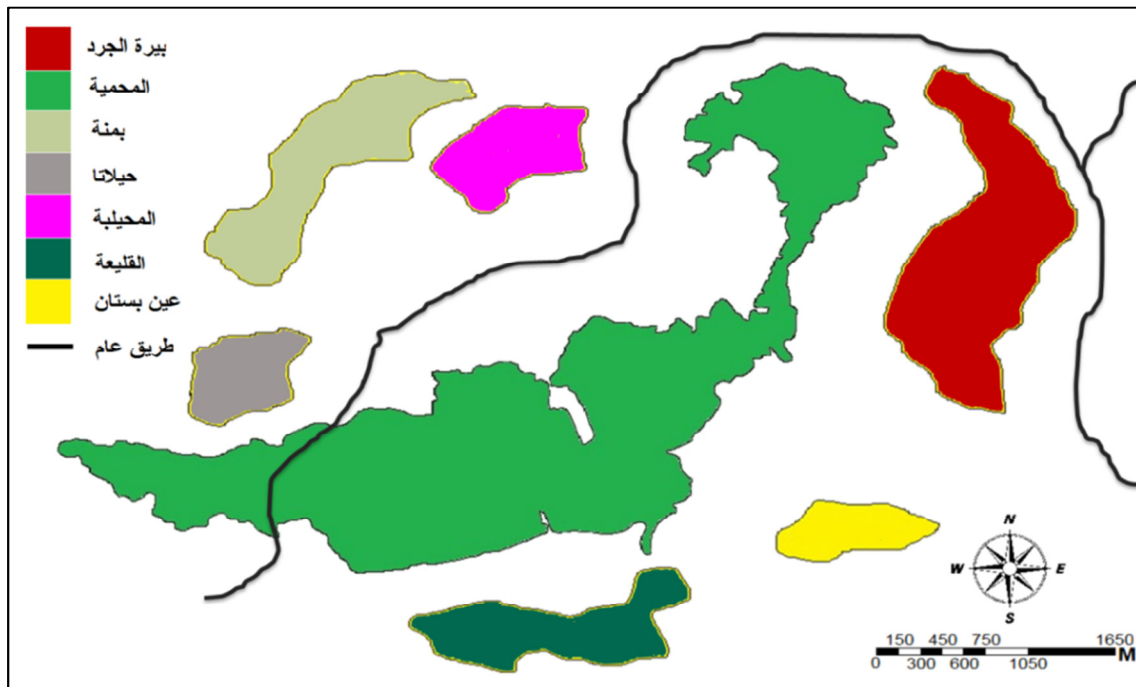 بيرة الجرد
المحمية
بمنة
حيلاتا
المحيلبة
القليعة
عين بستان
طريق عام
N
W E
S
150 450 750 1650
M
0 300 600 1050